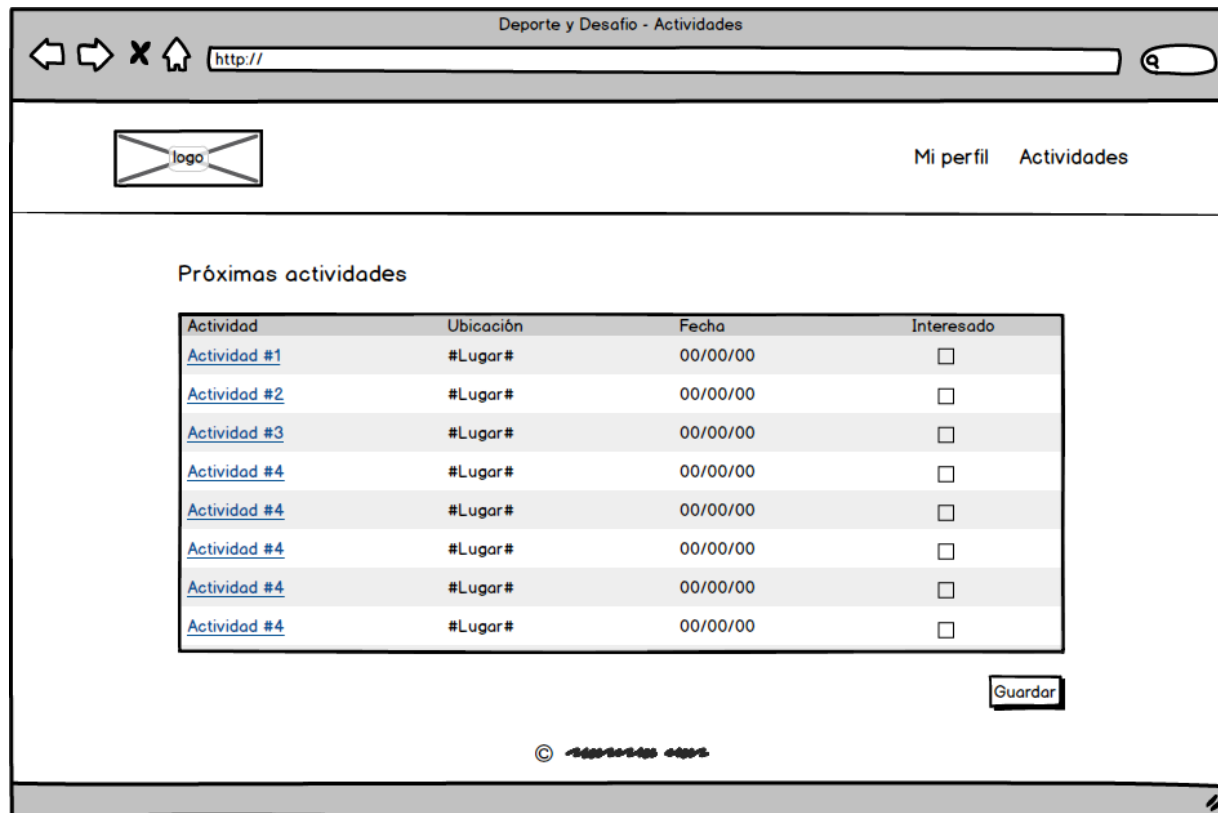 Deporte y Desafio - Actividades
http://
logo
Mi perfil Actividades
Próximas actividades
Actividad Ubicación Fecha Interesado
Actividad #1 #Lugar# 00/00/00
Actividad #2 #Lugar# 00/00/00
Actividad #3 #Lugar# 00/00/00
Actividad #4 #Lugar# 00/00/00
Actividad #4 #Lugar# 00/00/00
Actividad #4 #Lugar# 00/00/00
Actividad #4 #Lugar# 00/00/00
Actividad #4 #Lugar# 00/00/00
Guardar
©